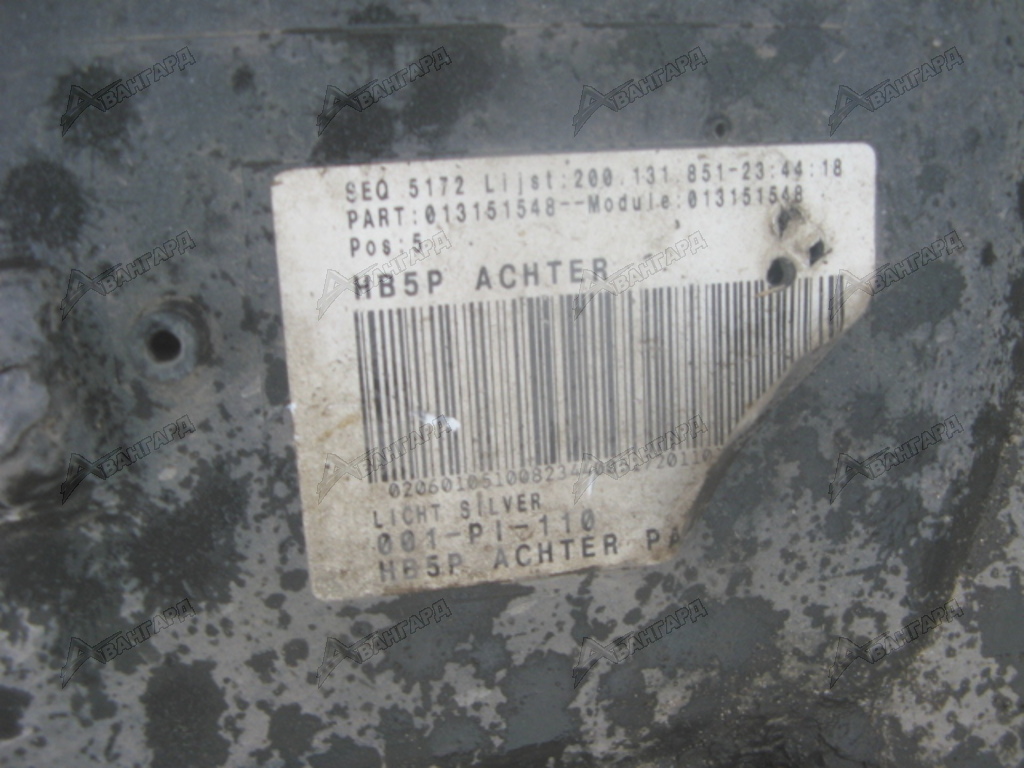 SEQ 5172 Lijst:200.131 851-23:44:18
PART:013151548--Module:013151548
Pos:5
HB5P ACHTER
LICHT SILVER
001-PI-110
HB5P ACHTER PA
АВАНГАРД